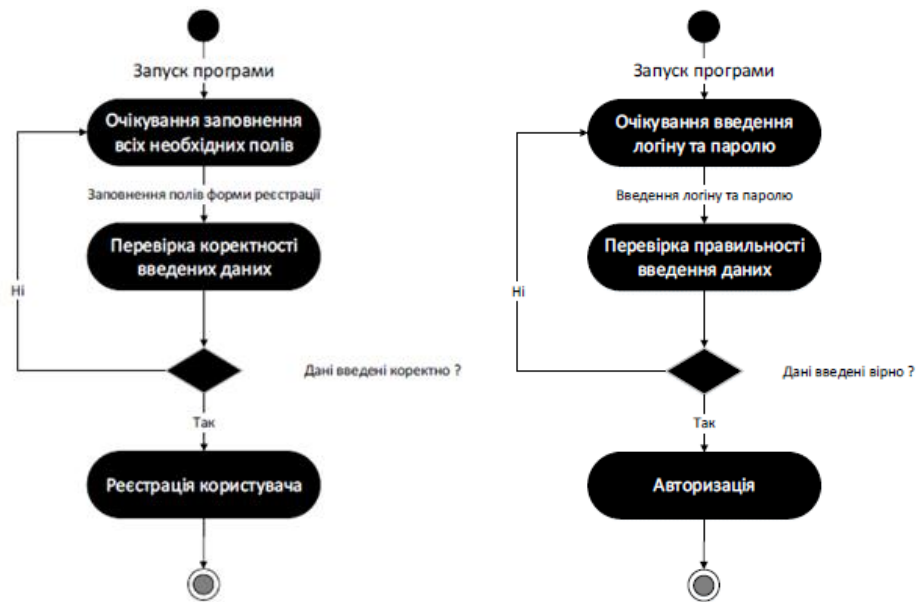 Запуск програми
Очікування заповнення
всіх необхідних полів
Заповнення полів форми реєстрації
Перевірка коректності
введених даних
Ні
Дані введені коректно ?
Так
Реєстрація користувача
Запуск програми
Очікування введення
логіну та паролю
Введення логіну та паролю
Перевірка правильності
введення даних
Ні
Дані введені вірно ?
Так
Авторизація